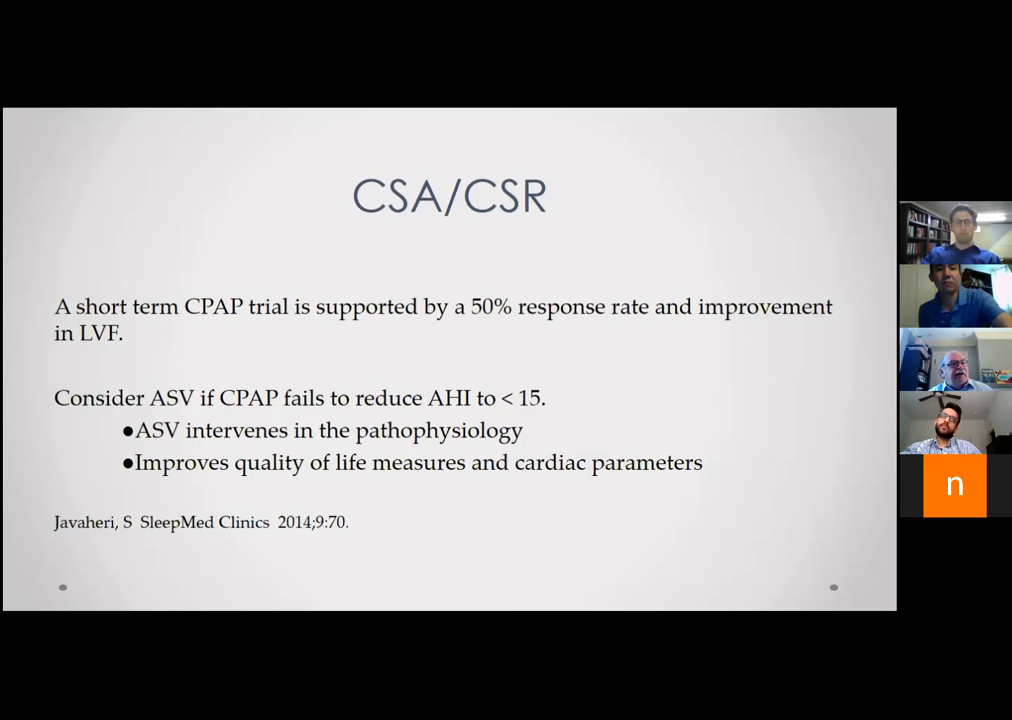 CSA/CSR
A short term CPAP trial is supported by a 50% response rate and improvement
in LVF.
Consider ASV if CPAP fails to reduce AHI to < 15.
●ASV intervenes in the pathophysiology
●Improves quality of life measures and cardiac parameters
Javaheri, S  SleepMed Clinics  2014;9:70.
n